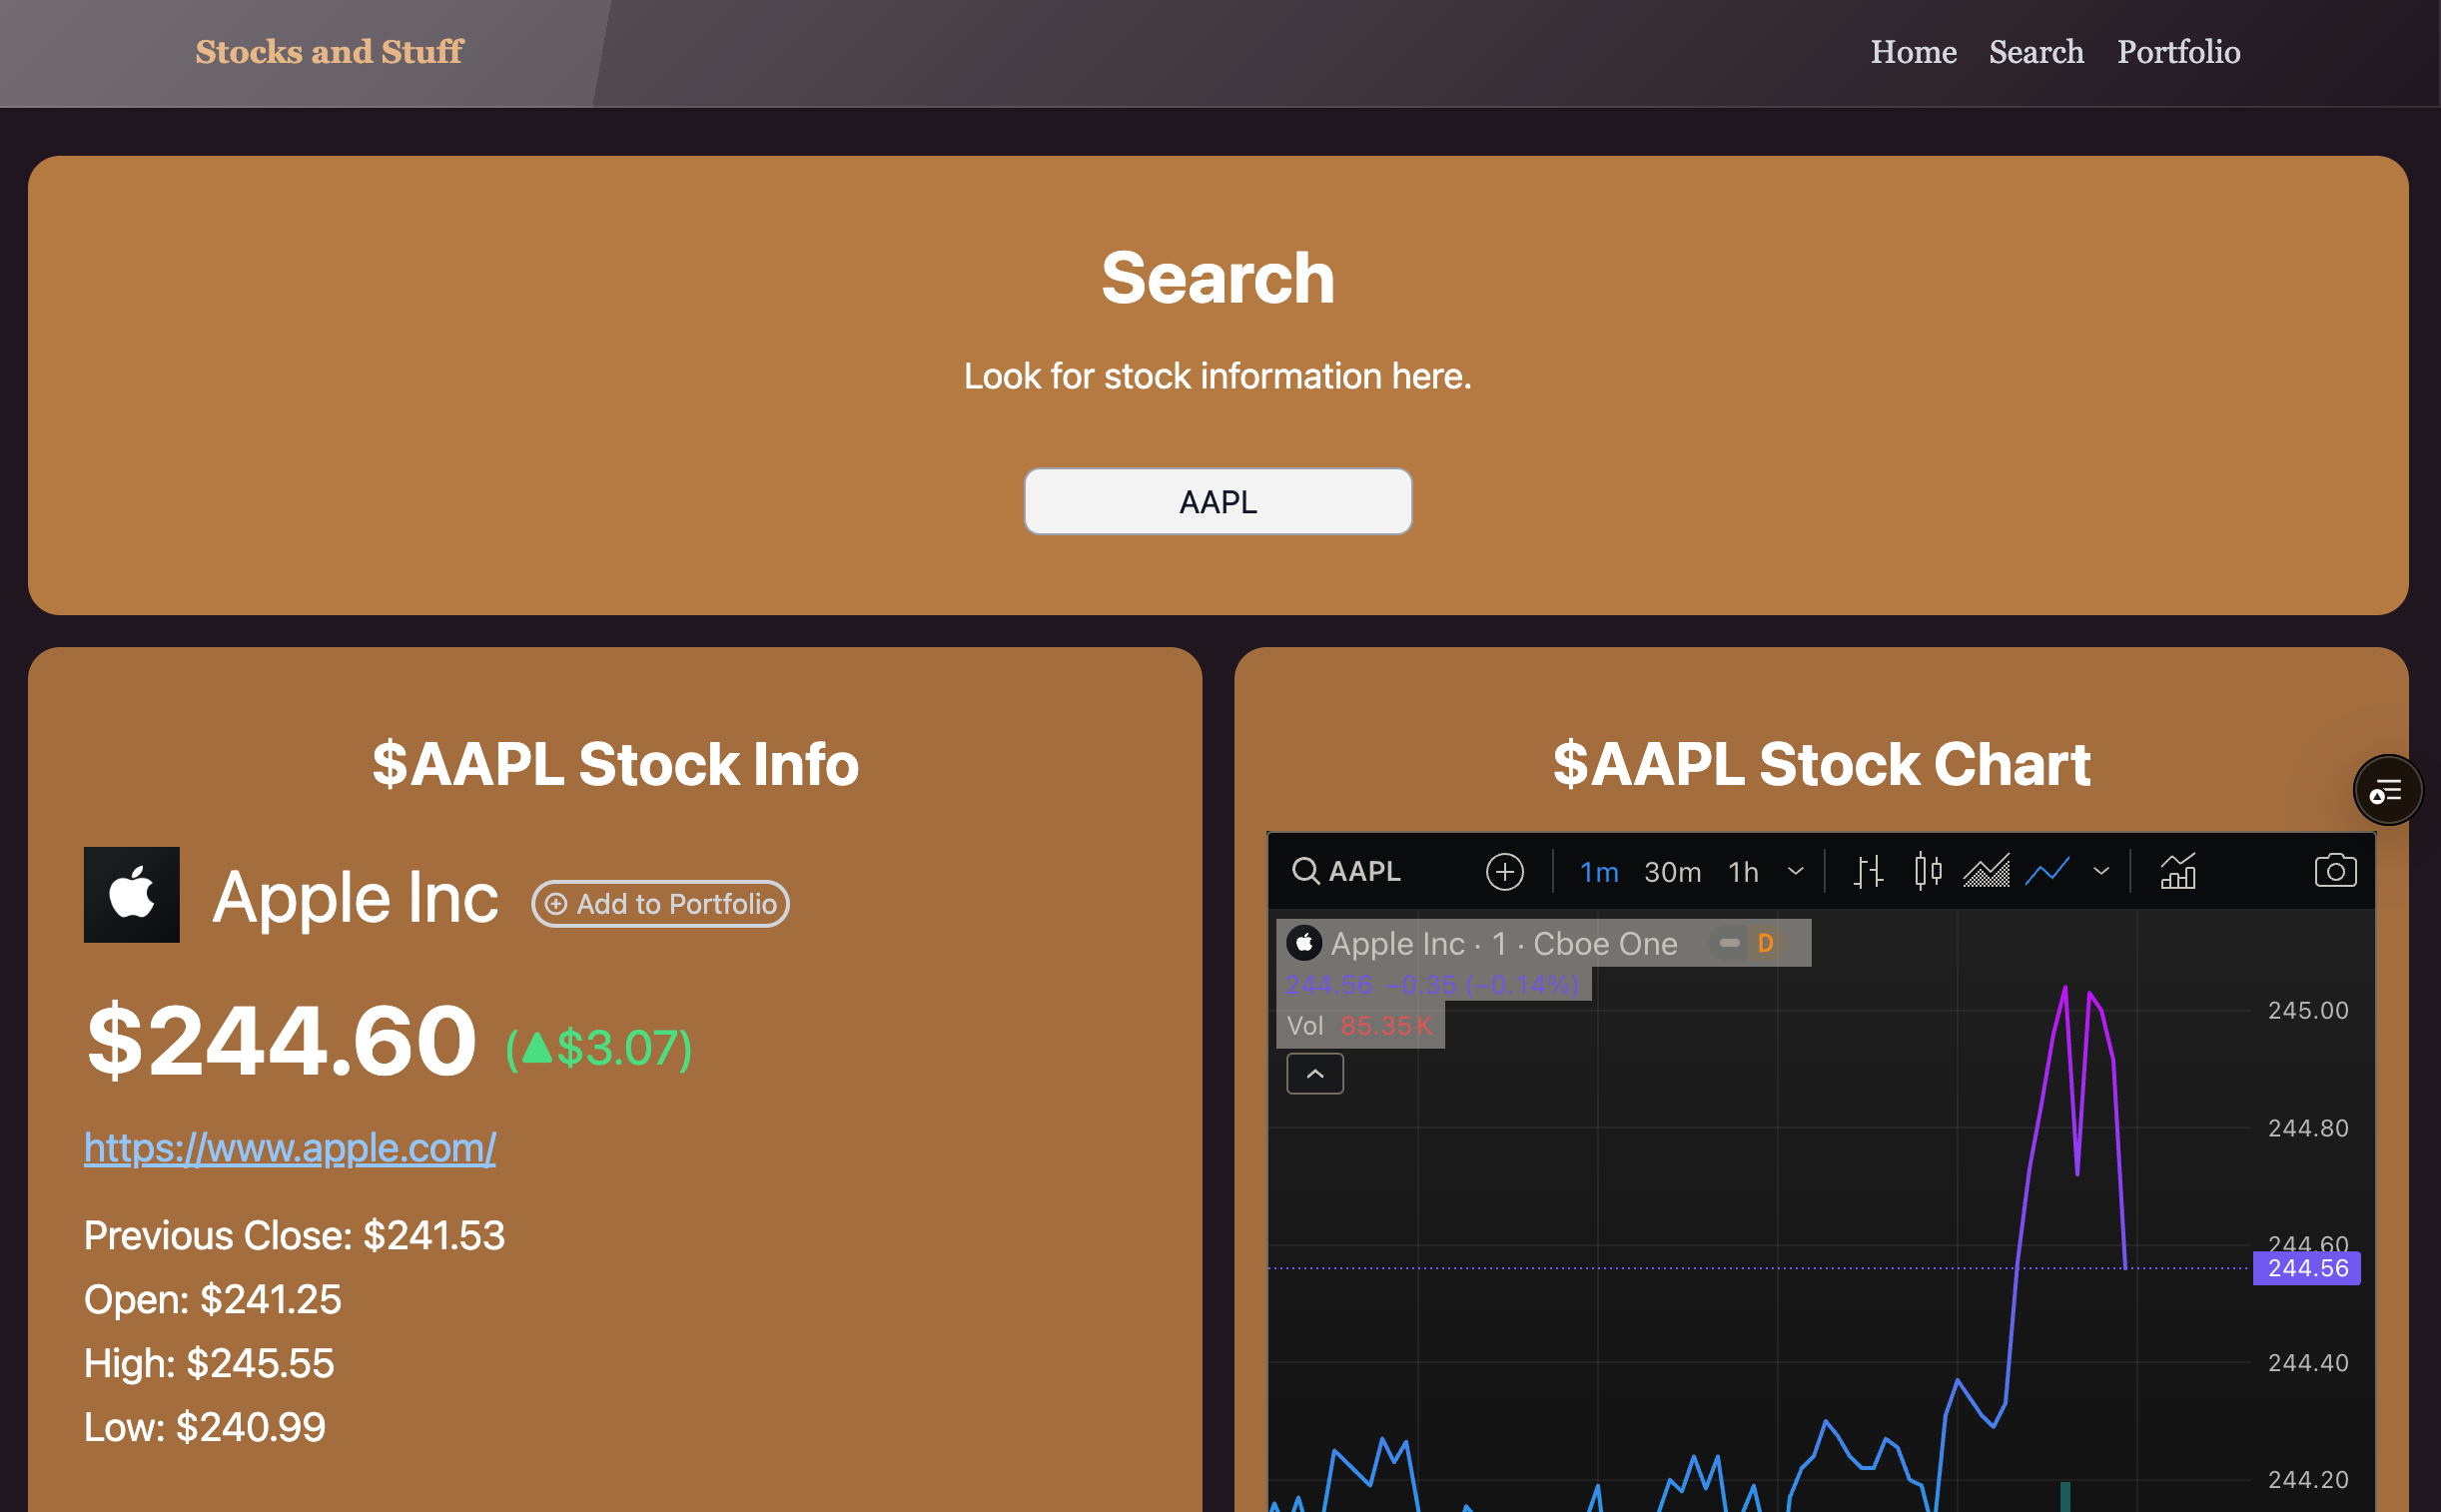 Stocks and Stuff
Home Search Portfolio
Search
Look for stock information here.
AAPL
$AAPL Stock Info
Apple Inc
Add to Portfolio
$244.60 (▲$3.07)
https://www.apple.com/
Previous Close: $241.53
Open: $241.25
High: $245.55
Low: $240.99
$AAPL Stock Chart
AAPL 1m 30m 1h
Apple Inc · 1 · Cboe One D
244.56 −0.35 (−0.14%)
Vol 85.35K
245.00
244.80
244.60
244.56
244.40
244.20